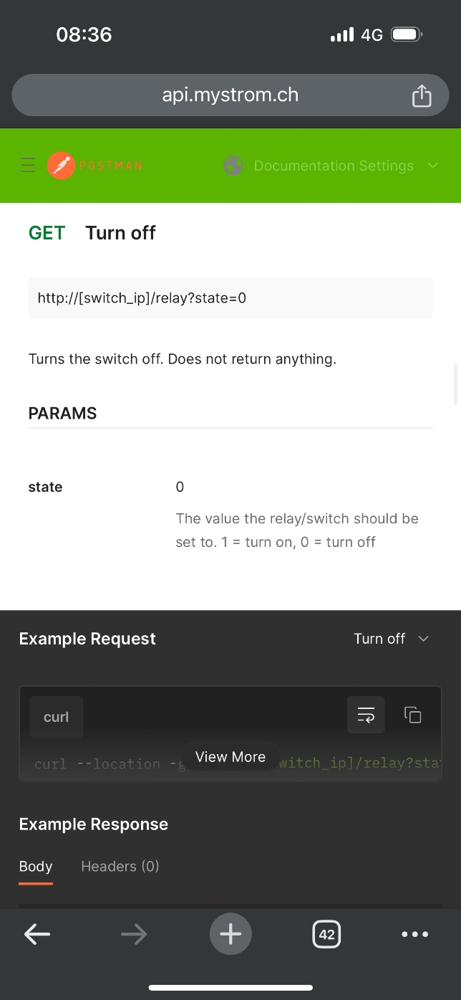 08:36
4G
api.mystrom.ch
POSTMAN
Documentation Settings
GET Turn off
http://[switch_ip]/relay?state=0
Turns the switch off. Does not return anything.
PARAMS
state
0
The value the relay/switch should be
set to. 1 = turn on, 0 = turn off
Example Request
Turn off
curl
View More
curl --location -g witch_ip]/relay?sta
Example Response
Body
Headers (0)
42